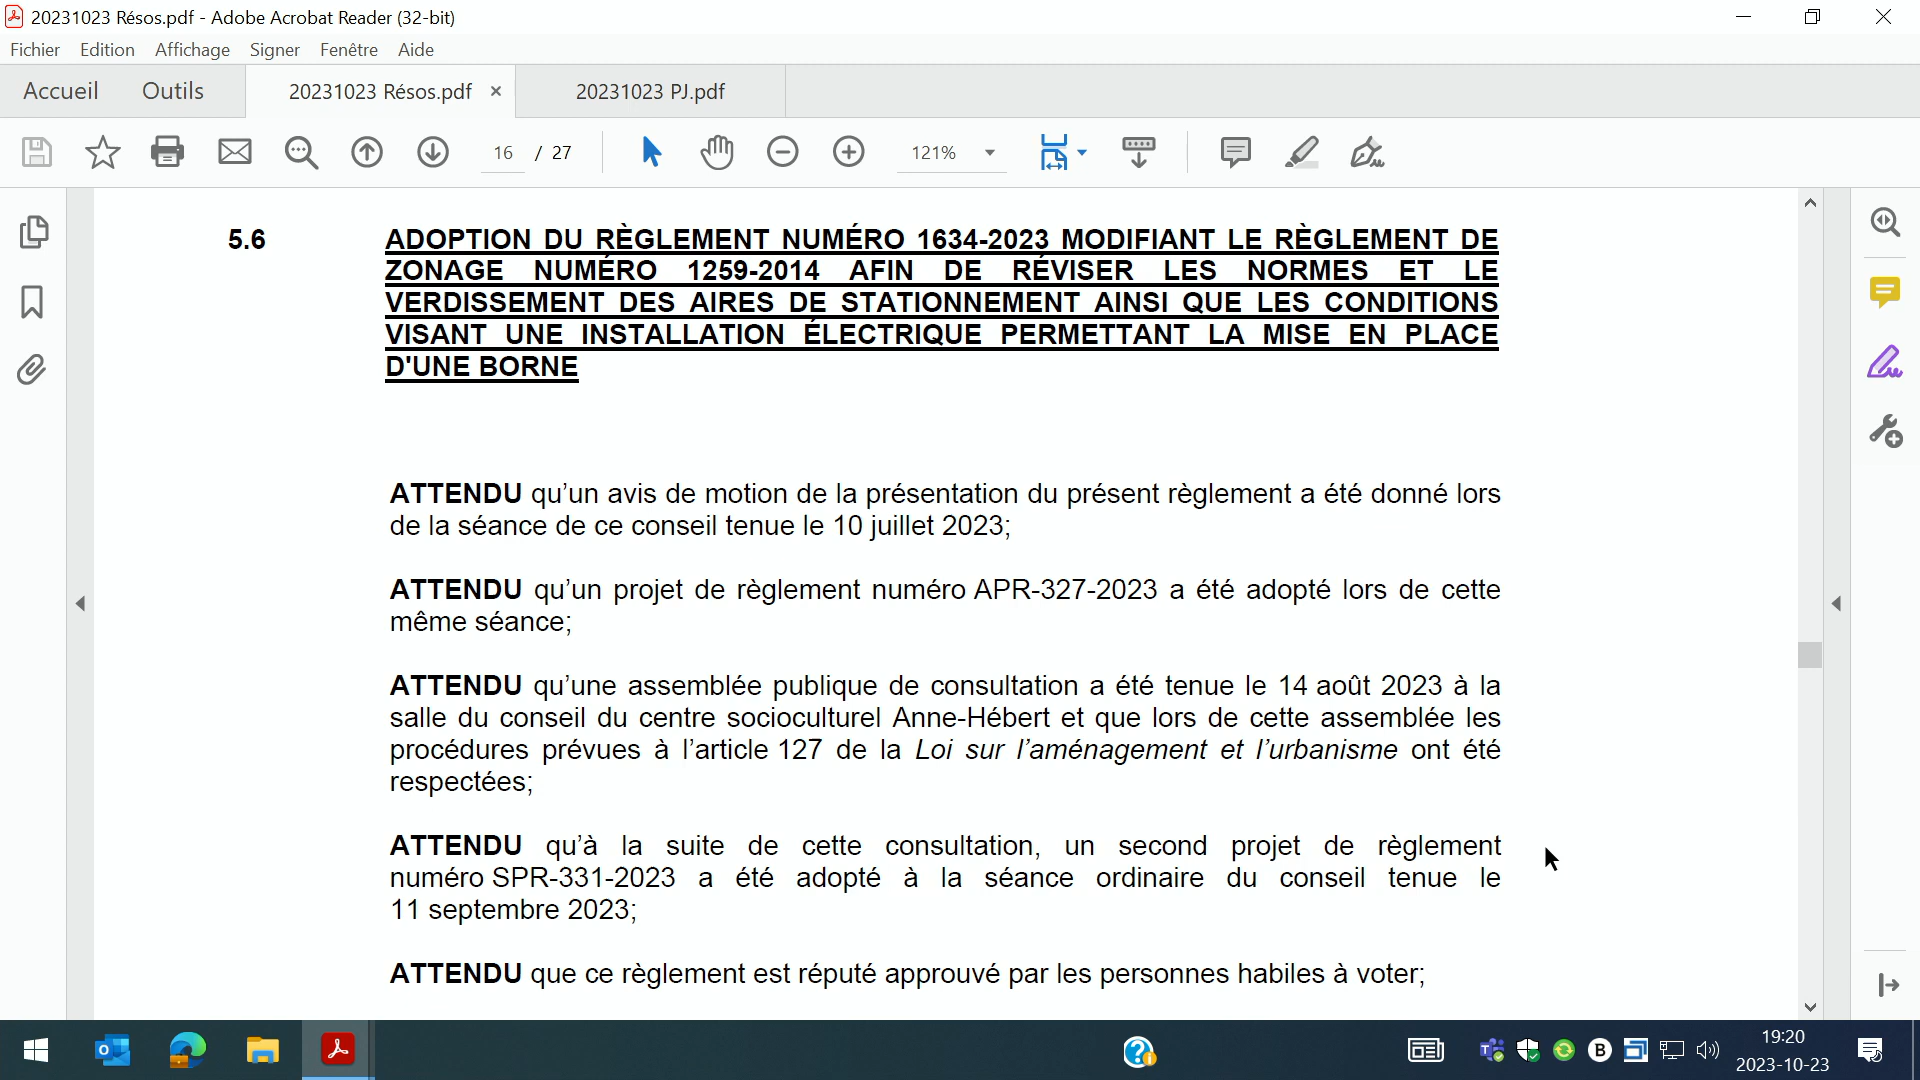 20231023 Résos.pdf - Adobe Acrobat Reader (32-bit)
Fichier Edition Affichage Signer Fenêtre Aide
Accueil Outils 20231023 Résos.pdf × 20231023 PJ.pdf
16 / 27 121%
5.6 ADOPTION DU RÈGLEMENT NUMÉRO 1634-2023 MODIFIANT LE RÈGLEMENT DE
ZONAGE NUMÉRO 1259-2014 AFIN DE RÉVISER LES NORMES ET LE
VERDISSEMENT DES AIRES DE STATIONNEMENT AINSI QUE LES CONDITIONS
VISANT UNE INSTALLATION ÉLECTRIQUE PERMETTANT LA MISE EN PLACE
D'UNE BORNE
ATTENDU qu’un avis de motion de la présentation du présent règlement a été donné lors
de la séance de ce conseil tenue le 10 juillet 2023;
ATTENDU qu’un projet de règlement numéro APR-327-2023 a été adopté lors de cette
même séance;
ATTENDU qu’une assemblée publique de consultation a été tenue le 14 août 2023 à la
salle du conseil du centre socioculturel Anne-Hébert et que lors de cette assemblée les
procédures prévues à l’article 127 de la Loi sur l’aménagement et l’urbanisme ont été
respectées;
ATTENDU qu’à la suite de cette consultation, un second projet de règlement
numéro SPR-331-2023 a été adopté à la séance ordinaire du conseil tenue le
11 septembre 2023;
ATTENDU que ce règlement est réputé approuvé par les personnes habiles à voter;
19:20
2023-10-23